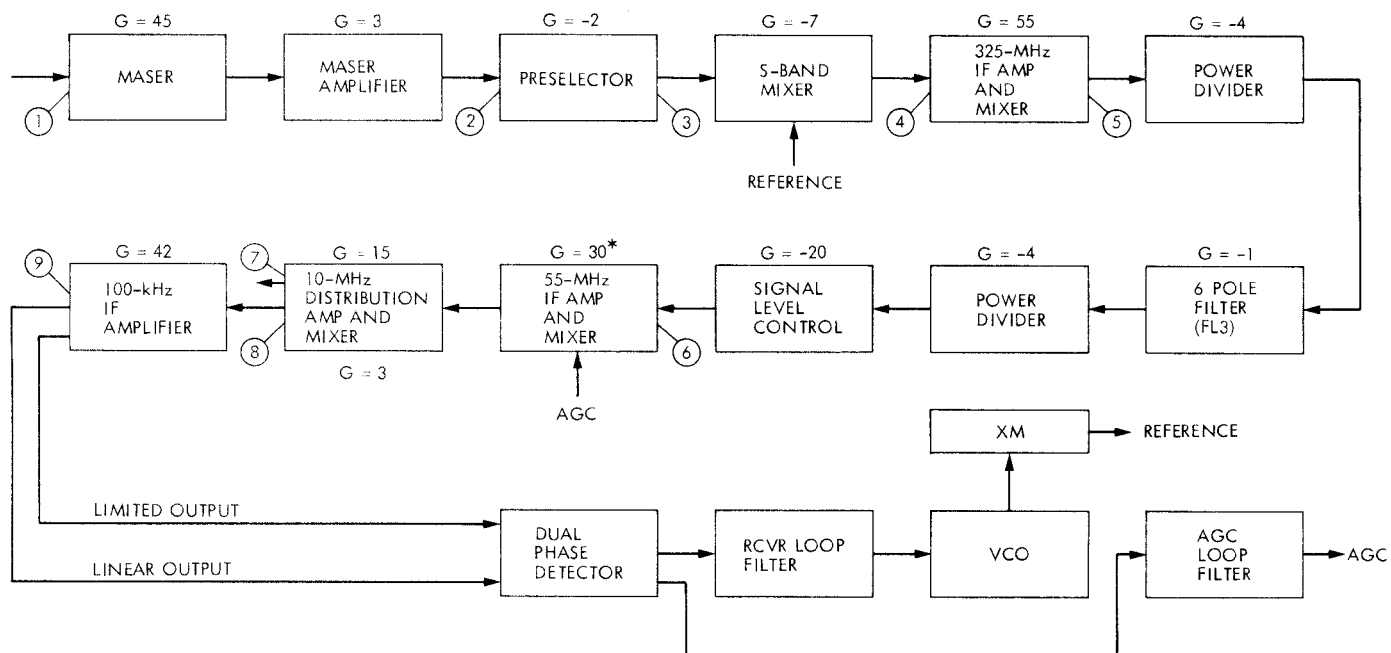 G = 45
G = 3
G = -2
G = -7
G = 55
G = -4
MASER
MASER
AMPLIFIER
PRESELECTOR
S-BAND
MIXER
325-MHz
IF AMP
AND
MIXER
POWER
DIVIDER
1
2
3
4
5
REFERENCE
G = 42
G = 15
G = 30*
G = -20
G = -4
G = -1
9
7
100-kHz
IF
AMPLIFIER
10-MHz
DISTRIBUTION
AMP AND
MIXER
55-MHz
IF AMP
AND
MIXER
SIGNAL
LEVEL
CONTROL
POWER
DIVIDER
6 POLE
FILTER
(FL3)
8
6
G = 3
AGC
XM
REFERENCE
LIMITED OUTPUT
LINEAR OUTPUT
DUAL
PHASE
DETECTOR
RCVR LOOP
FILTER
VCO
AGC
LOOP
FILTER
AGC